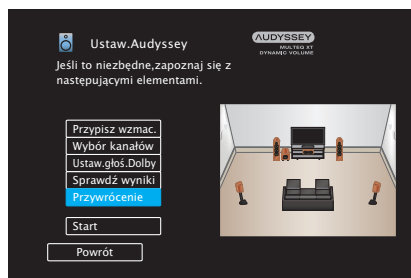 Ustaw.Audyssey
AUDYSSEY
MULTEQ XT
DYNAMIC VOLUME
Jeśli to niezbędne,zapoznaj się z
następującymi elementami.
Przypisz wzmac.
Wybór kanałów
Ustaw.głoś.Dolby
Sprawdź wyniki
Przywrócenie
Start
Powrót